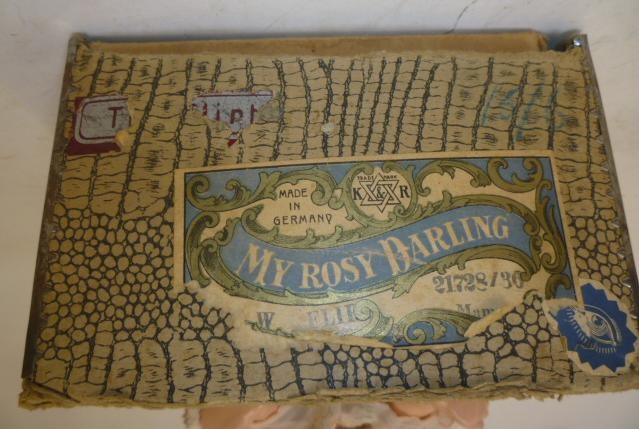 TRADE MARK
K & R
MADE
IN
GERMANY
MY ROSY DARLING
21728/30
W